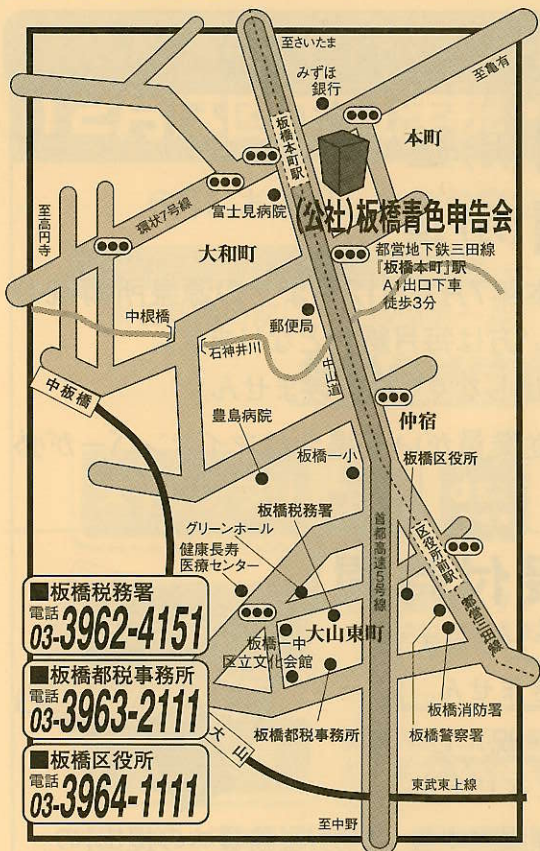 至さいたま
みずほ
銀行
至亀有
本町
板橋本町駅
富士見病院
環状7号線
至高円寺
(公社)板橋青色申告会
大和町
都営地下鉄三田線
『板橋本町』駅
A1出口下車
徒歩3分
中根橋
郵便局
石神井川
中山道
中板橋
仲宿
豊島病院
板橋一小
板橋区役所
板橋税務署
グリーンホール
健康長寿
医療センター
首都高速5号線
区役所前駅
都営三田線
板橋一中
大山東町
区立文化会館
板橋都税事務所
板橋消防署
板橋警察署
大山
東武東上線
至中野
■板橋税務署
電話
03-3962-4151
■板橋都税事務所
電話
03-3963-2111
■板橋区役所
電話
03-3964-1111